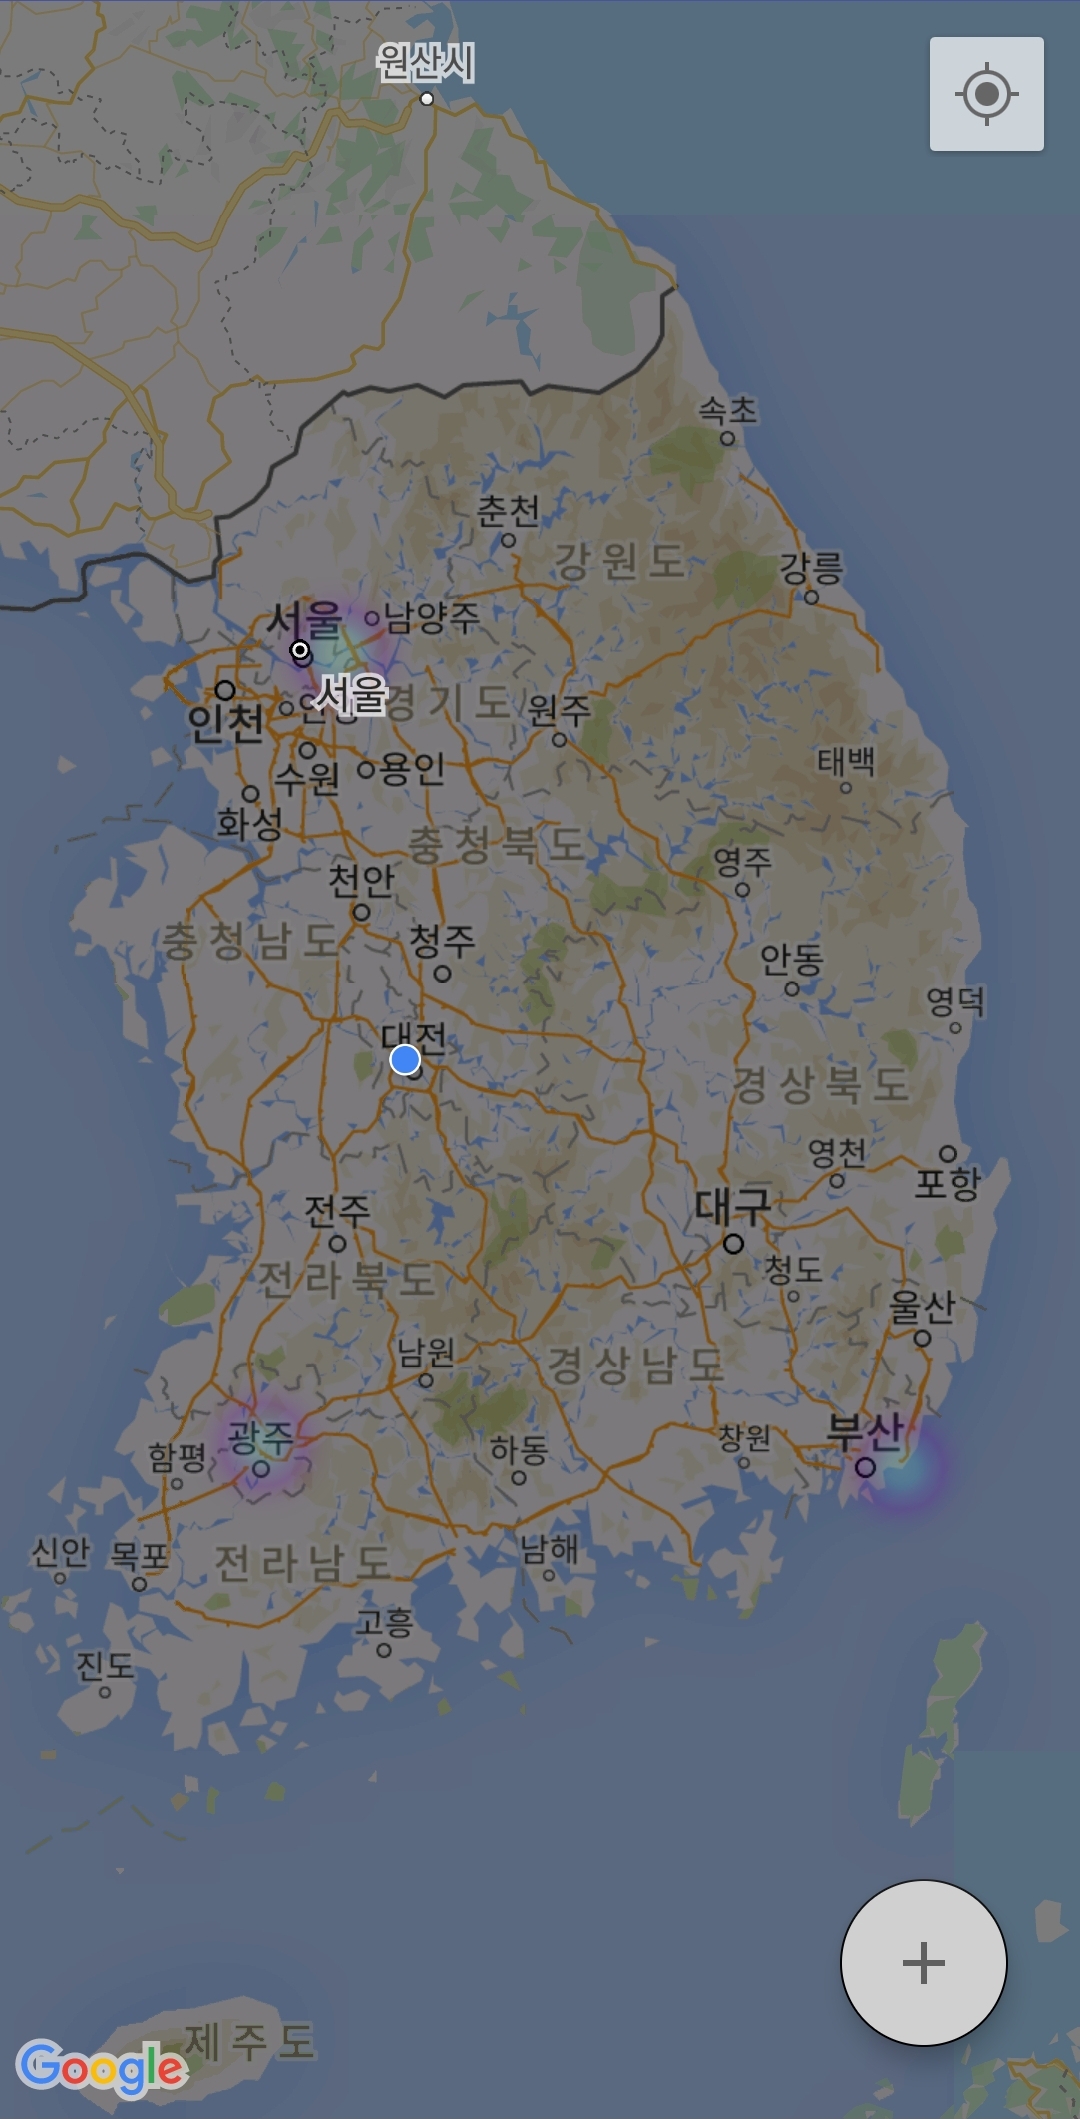 원산시
속초
춘천
강원도
강릉
서울
남양주
서울
경기도
원주
인천
수원
용인
태백
화성
충청북도
영주
천안
충청남도
청주
안동
영덕
대전
경상북도
영천
포항
전주
대구
청도
전라북도
울산
남원
경상남도
광주
부산
함평
하동
창원
신안
목포
남해
전라남도
고흥
진도
제주도
Google